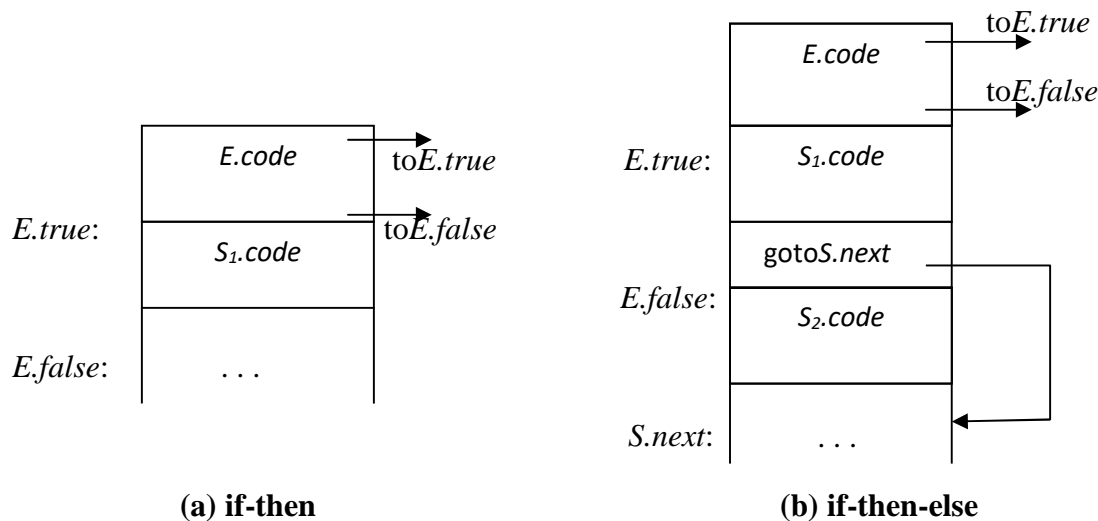 E.code
toE.true
toE.false
E.true:
S₁.code
E.false:
. . .
(a) if-then
toE.true
E.code
toE.false
E.true:
S₁.code
gotoS.next
E.false:
S₂.code
S.next:
. . .
(b) if-then-else